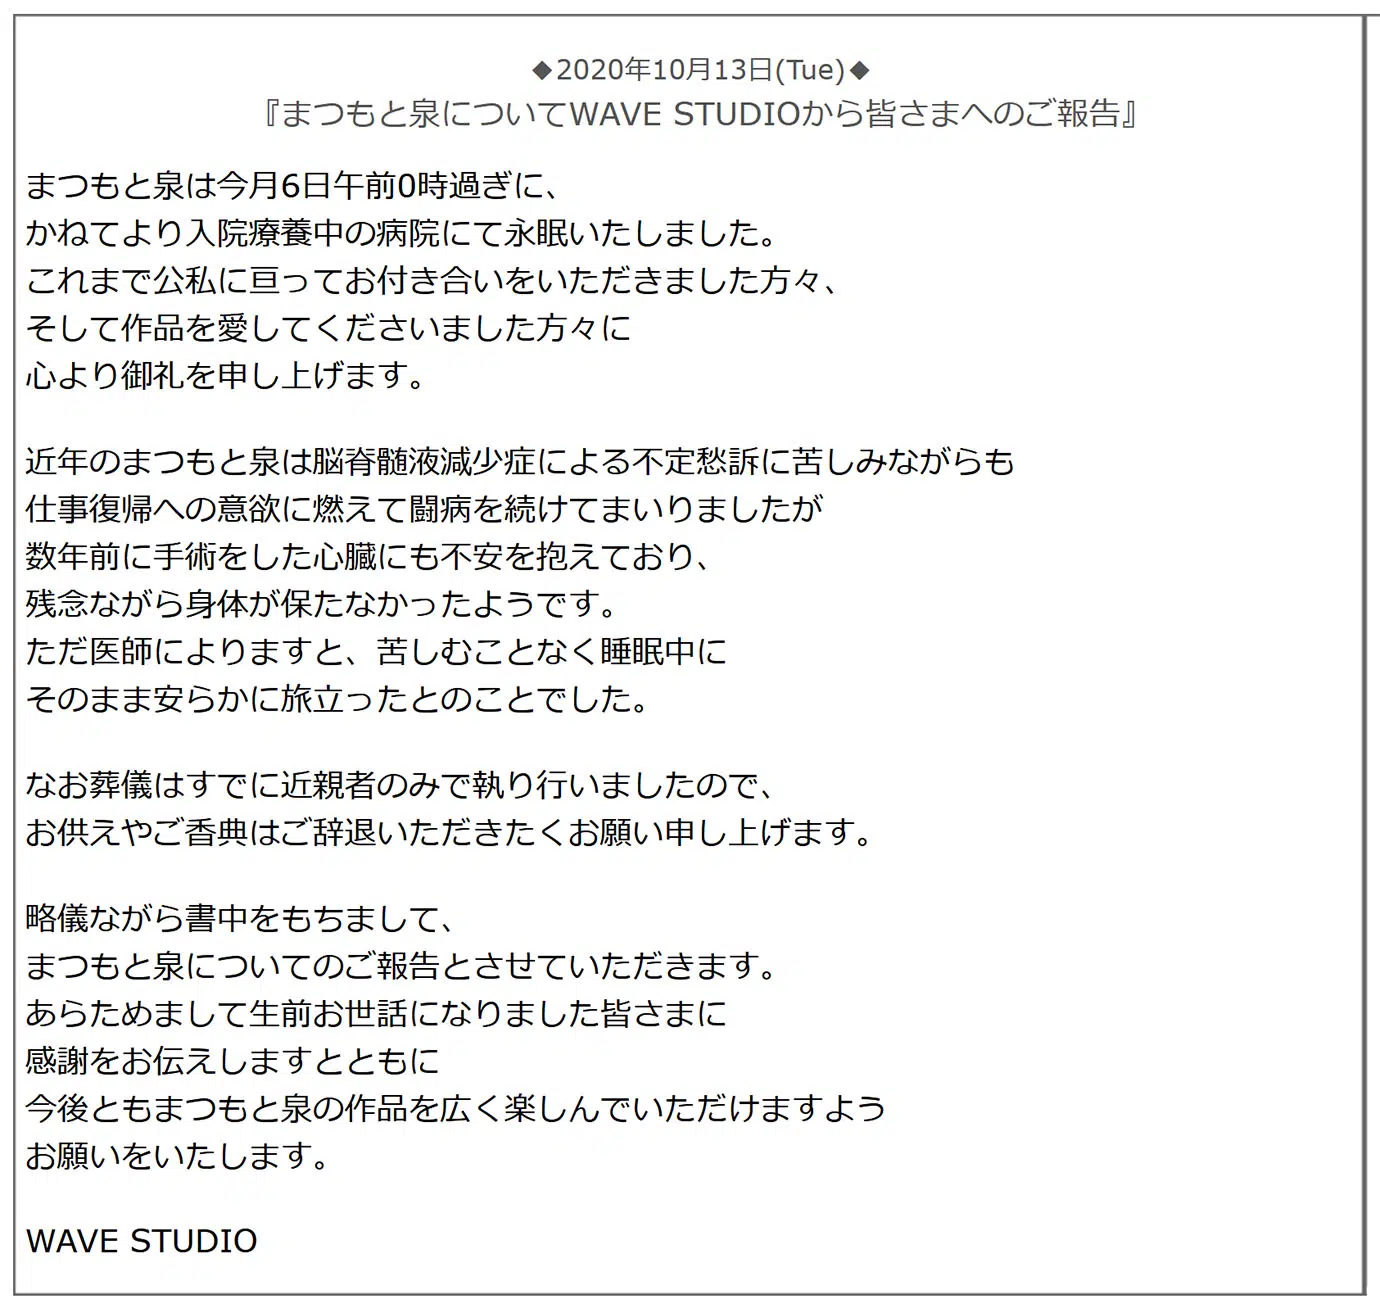 ◆2020年10月13日(Tue)◆
『まつもと泉についてWAVE STUDIOから皆さまへのご報告』
まつもと泉は今月6日午前0時過ぎに、
かねてより入院療養中の病院にて永眠いたしました。
これまで公私に亘ってお付き合いをいただきました方々、
そして作品を愛してくださいました方々に
心より御礼を申し上げます。
近年のまつもと泉は脳脊髄液減少症による不定愁訴に苦しみながらも
仕事復帰への意欲に燃えて闘病を続けてまいりましたが
数年前に手術をした心臓にも不安を抱えており、
残念ながら身体が保たなかったようです。
ただ医師によりますと、苦しむことなく睡眠中に
そのまま安らかに旅立ったとのことでした。
なお葬儀はすでに近親者のみで執り行いましたので、
お供えやご香典はご辞退いただきたくお願い申し上げます。
略儀ながら書中をもちまして、
まつもと泉についてのご報告とさせていただきます。
あらためまして生前お世話になりました皆さまに
感謝をお伝えしますとともに
今後ともまつもと泉の作品を広く楽しんでいただけますよう
お願いをいたします。
WAVE STUDIO